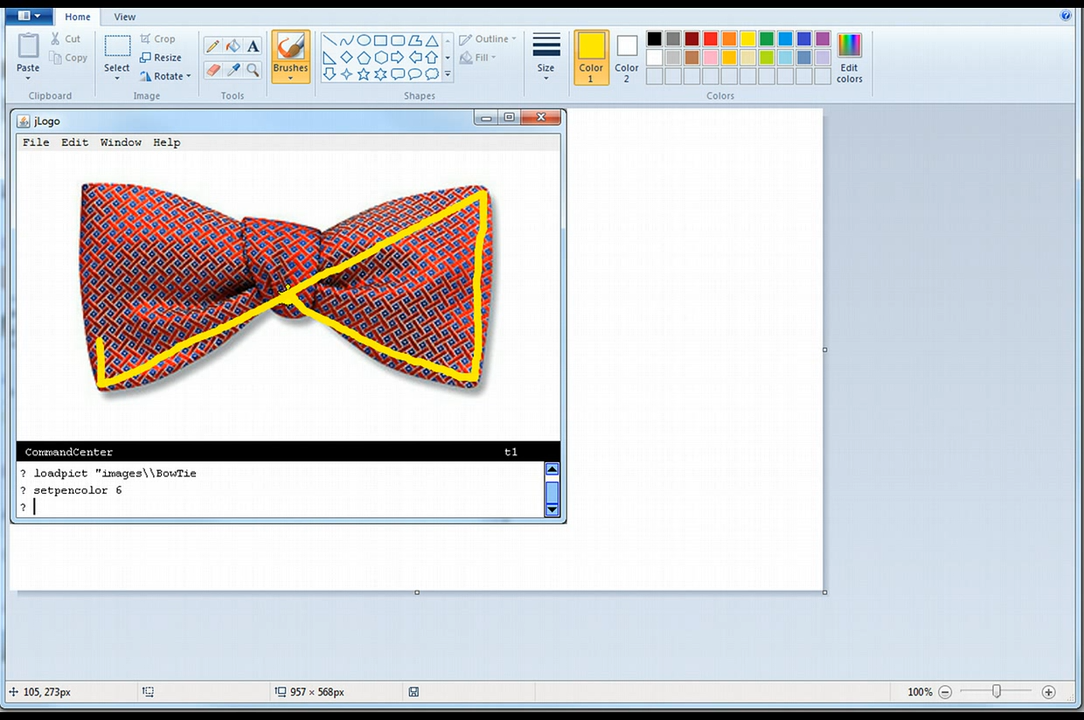 Home View
Paste
Cut
Copy
Clipboard
Select
Crop
Resize
Rotate
Image
A
Tools
Brushes
Outline
Fill
Shapes
Size
Color 1
Color 2
Edit colors
Colors
jLogo
File Edit Window Help
CommandCenter t1
? loadpict "images\\BowTie
? setpencolor 6
?
105, 273px 957 × 568px 100%